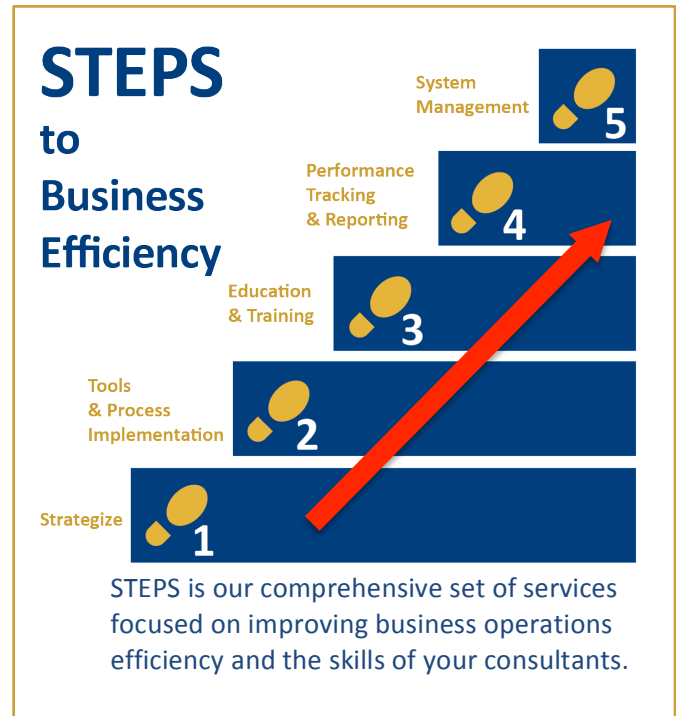 STEPS
to
Business
Efficiency
System
Management
5
Performance
Tracking
& Reporting
4
Education
& Training
3
Tools
& Process
Implementation
2
Strategize
1
STEPS is our comprehensive set of services
focused on improving business operations
efficiency and the skills of your consultants.